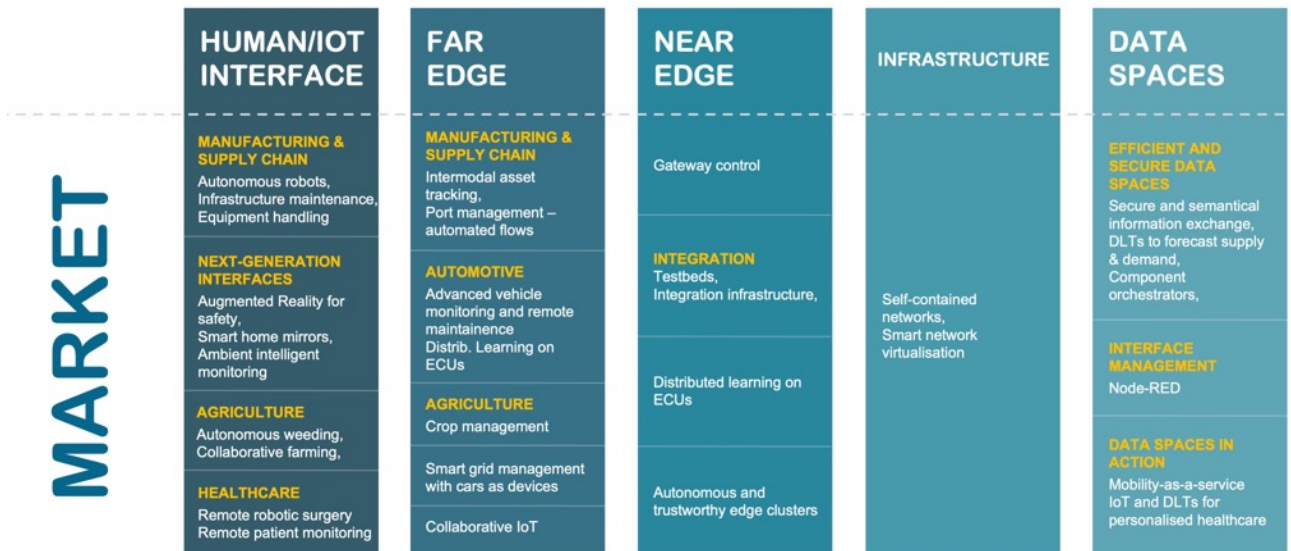 MARKET
HUMAN/IOT
INTERFACE
MANUFACTURING &
SUPPLY CHAIN
Autonomous robots,
Infrastructure maintenance,
Equipment handling
NEXT-GENERATION
INTERFACES
Augmented Reality for
safety,
Smart home mirrors,
Ambient intelligent
monitoring
AGRICULTURE
Autonomous weeding,
Collaborative farming,
HEALTHCARE
Remote robotic surgery
Remote patient monitoring
FAR
EDGE
MANUFACTURING &
SUPPLY CHAIN
Intermodal asset
tracking,
Port management –
automated flows
AUTOMOTIVE
Advanced vehicle
monitoring and remote
maintainence
Distrib. Learning on
ECUs
AGRICULTURE
Crop management
Smart grid management
with cars as devices
Collaborative IoT
NEAR
EDGE
Gateway control
INTEGRATION
Testbeds,
Integration infrastructure,
Distributed learning on
ECUs
Autonomous and
trustworthy edge clusters
INFRASTRUCTURE
Self-contained
networks,
Smart network
virtualisation
DATA
SPACES
EFFICIENT AND
SECURE DATA
SPACES
Secure and semantical
information exchange,
DLTs to forecast supply
& demand,
Component
orchestrators,
INTERFACE
MANAGEMENT
Node-RED
DATA SPACES IN
ACTION
Mobility-as-a-service
IoT and DLTs for
personalised healthcare